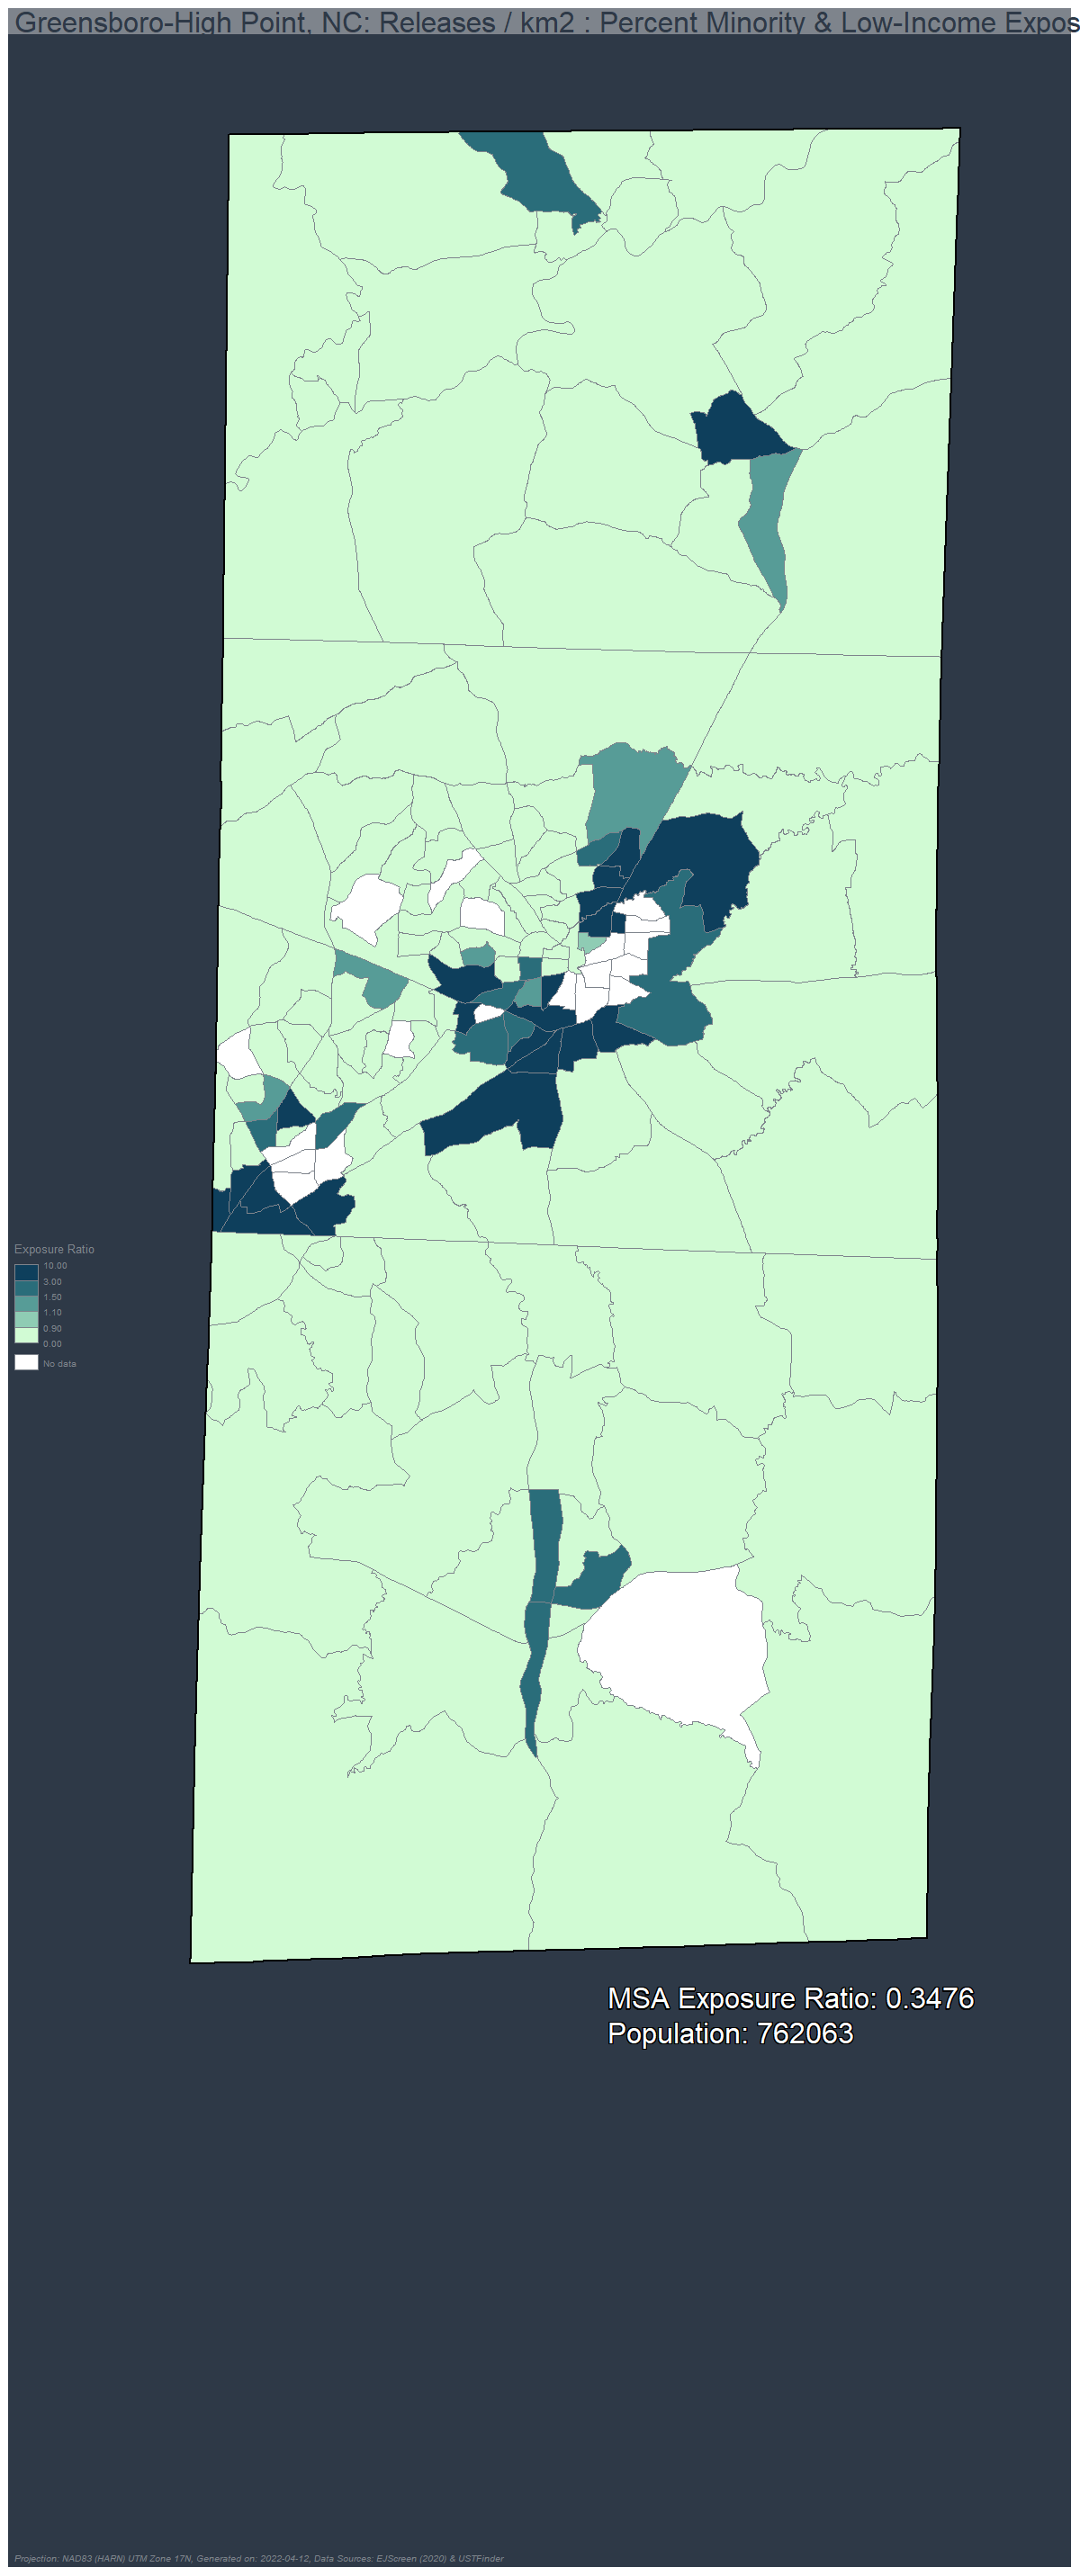 Greensboro-High Point, NC: Releases / km2 : Percent Minority & Low-Income Expos
Exposure Ratio
10.00
3.00
1.50
1.10
0.90
0.00
No data
MSA Exposure Ratio: 0.3476
Population: 762063
Projection: NAD83 (HARN) UTM Zone 17N, Generated on: 2022-04-12, Data Sources: EJScreen (2020) & USTFinder